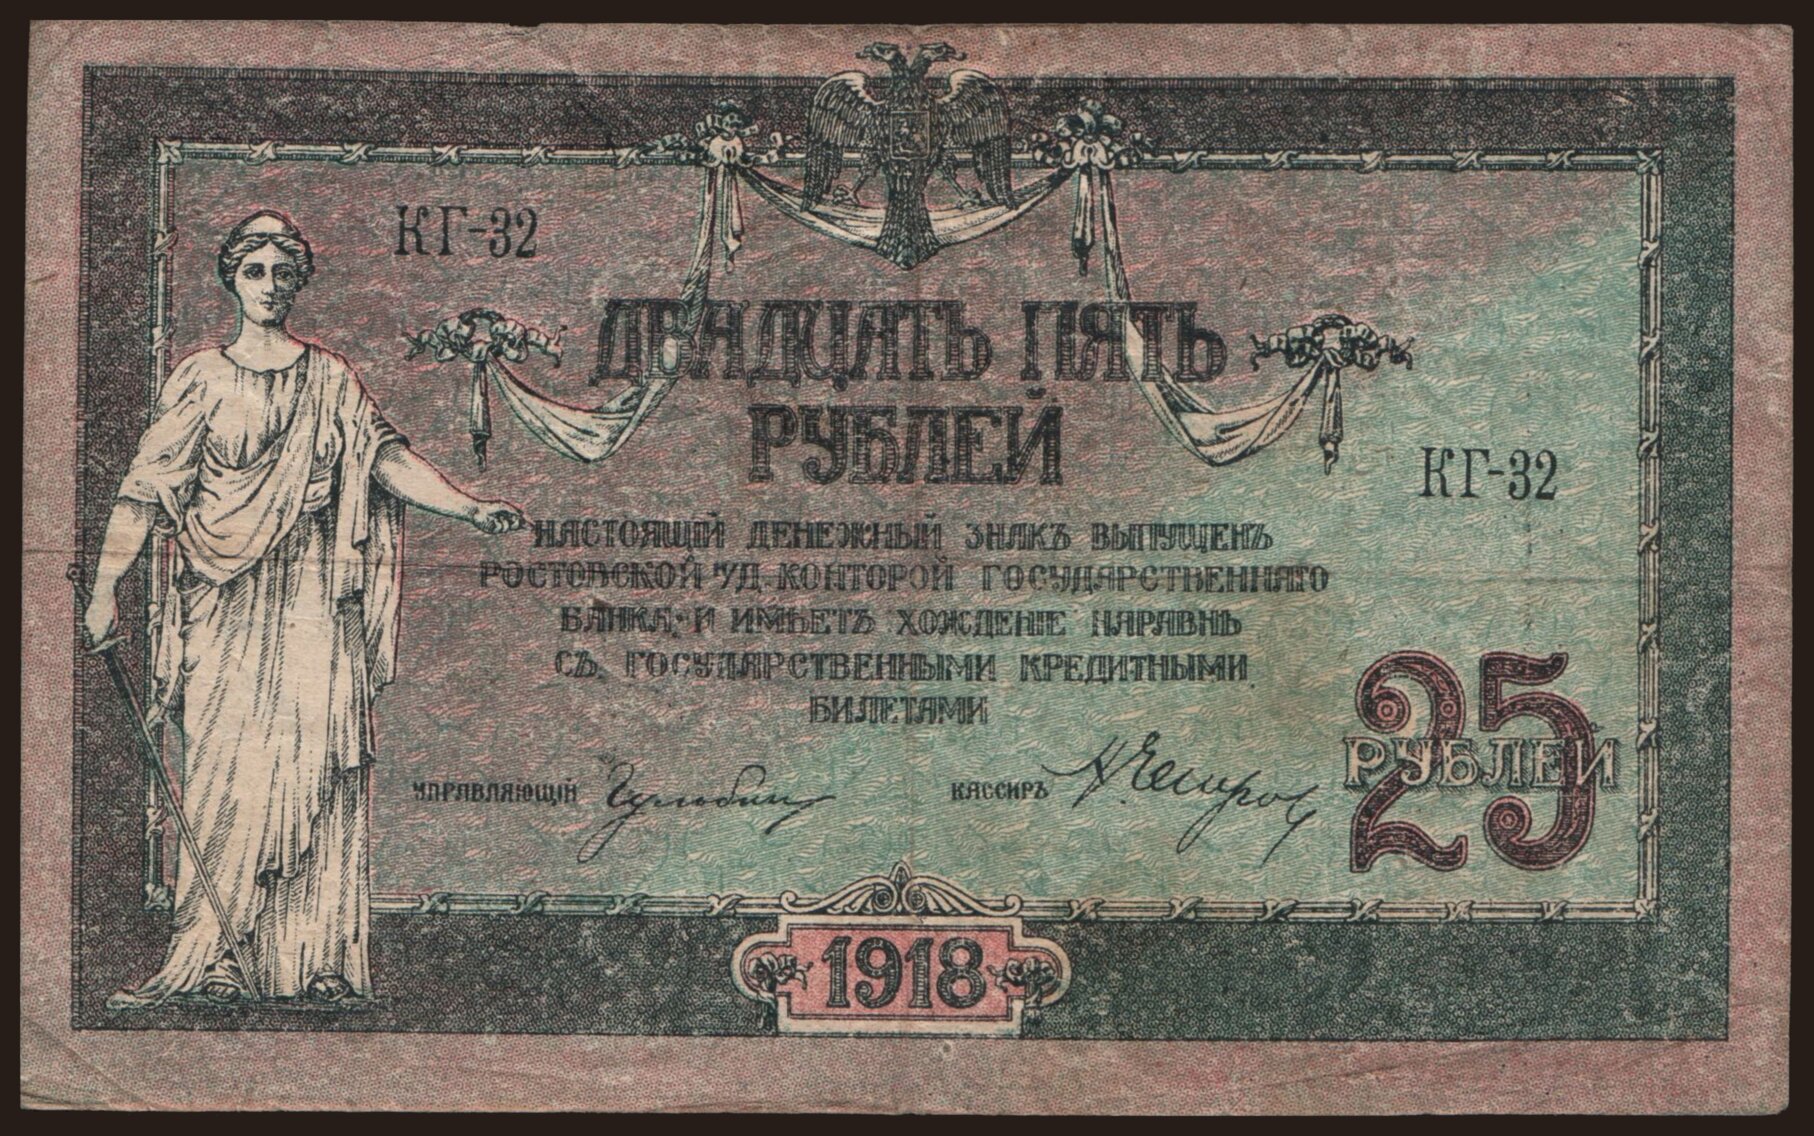 КГ-32
ДВАДЦАТЬ ПЯТЬ
РУБЛЕЙ
КГ-32
НАСТОЯЩІЙ ДЕНЕЖНЫЙ ЗНАКЪ ВЫПУЩЕНЪ
РОСТОВСКОЙ УД. КОНТОРОЙ ГОСУДАРСТВЕННАГО
БАНКА, И ИМѢЕТЪ ХОЖДЕНІЕ НАРАВНѢ
СЪ ГОСУДАРСТВЕННЫМИ КРЕДИТНЫМИ
БИЛЕТАМИ
25
РУБЛЕЙ
УПРАВЛЯЮЩІЙ КАССИРЪ
1918